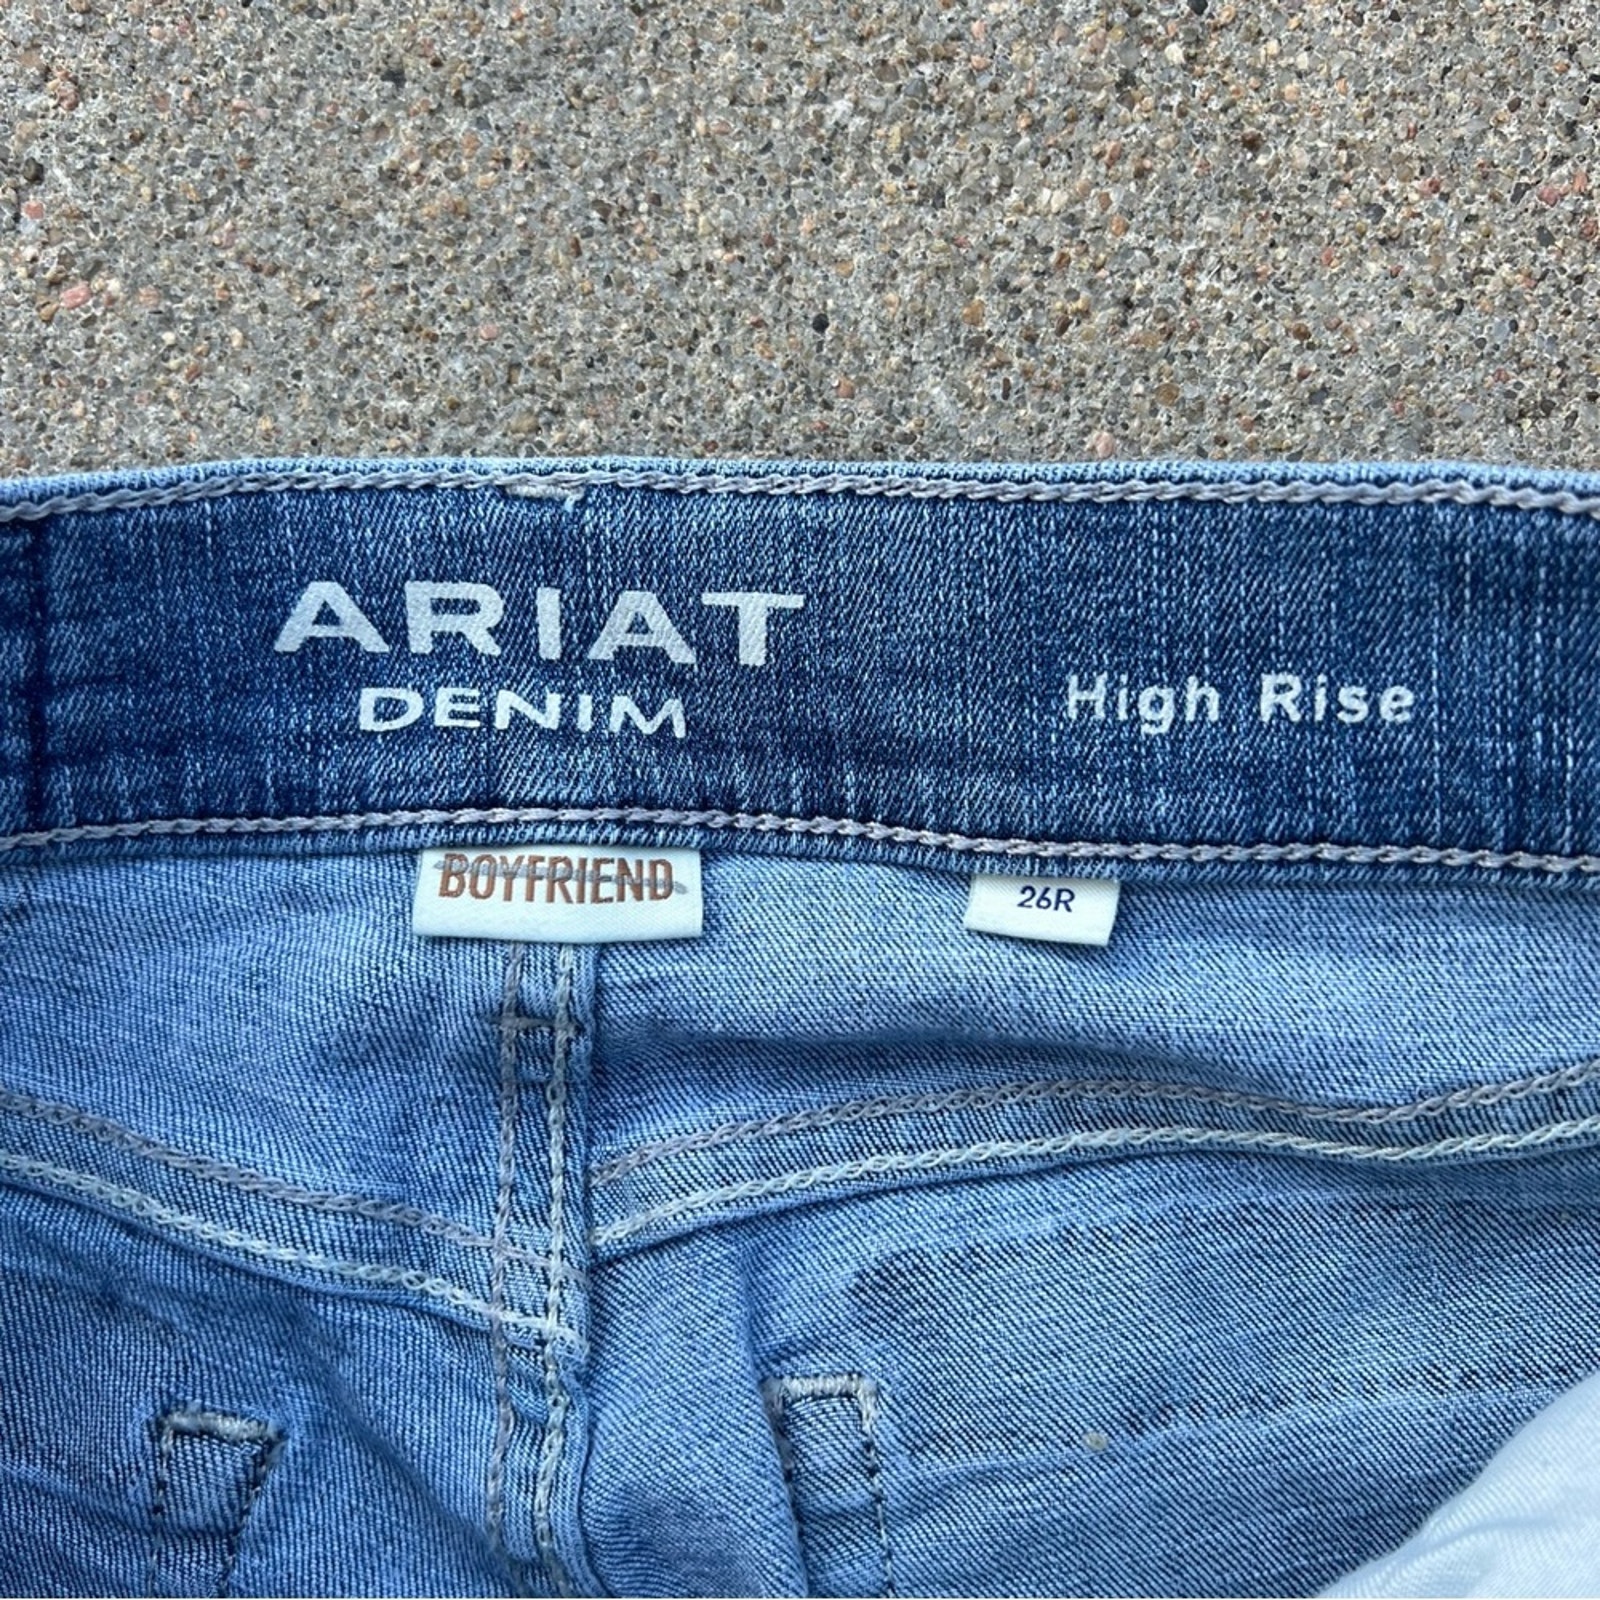 ARIAT
DENIM
High Rise
BOYFRIEND
26R